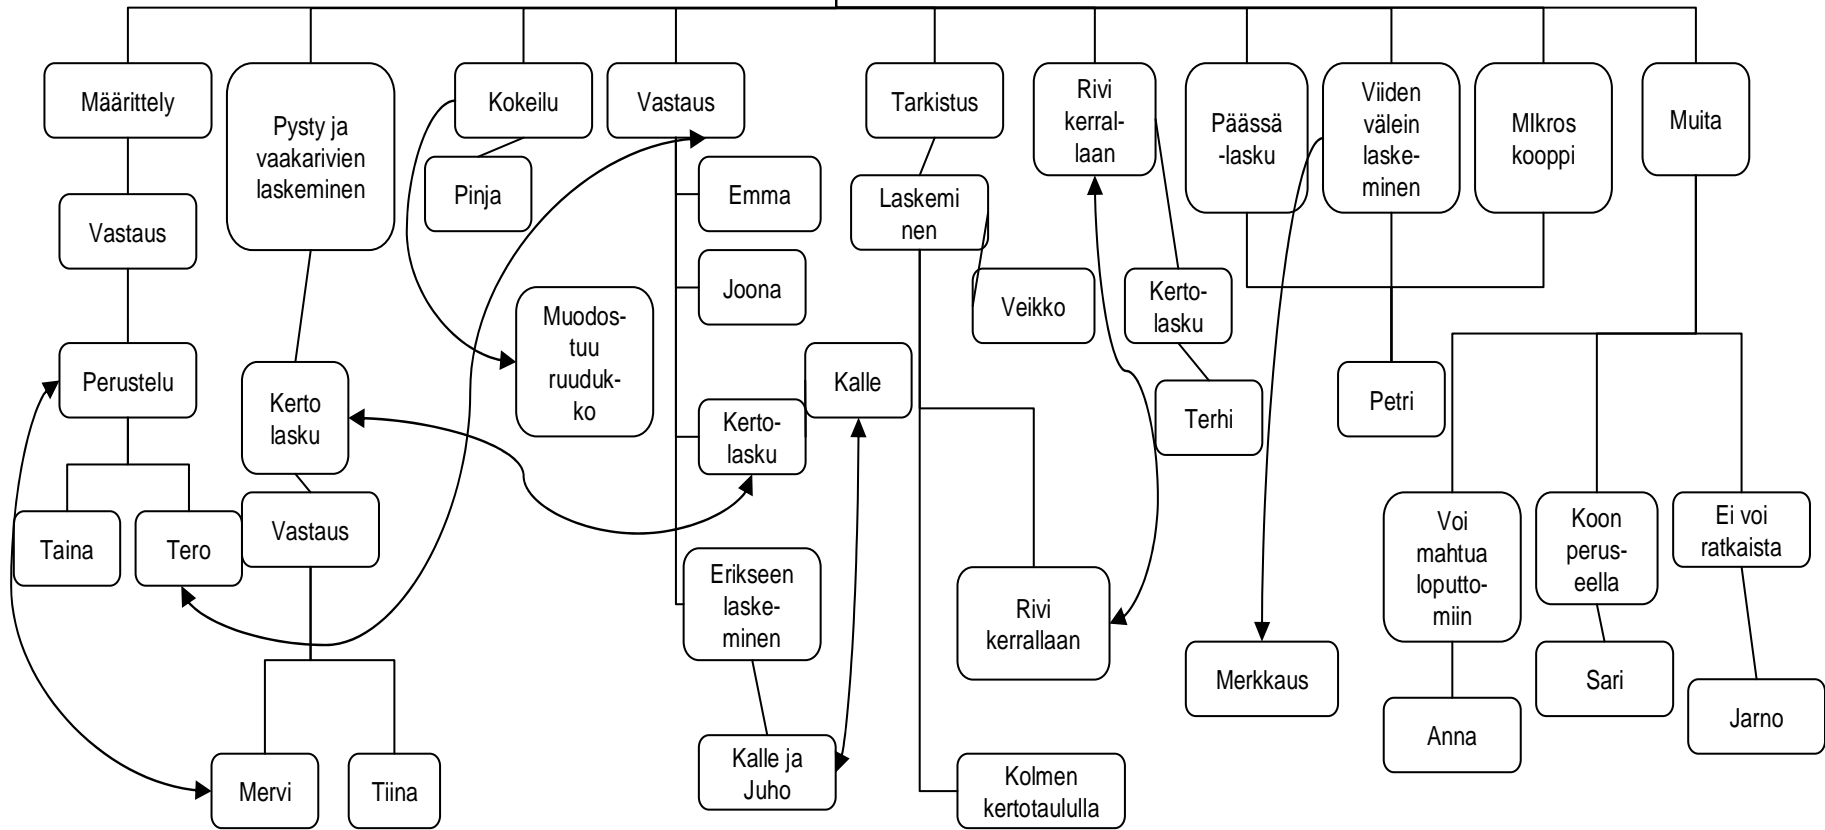 Määrittely
Pysty ja
vaakarivien
laskeminen
Kokeilu
Vastaus
Tarkistus
Rivi
kerral-
laan
Päässä
-lasku
Viiden
välein
laske-
minen
MIkros
kooppi
Muita
Vastaus
Pinja
Emma
Laskemi
nen
Joona
Veikko
Kerto-
lasku
Muodos-
tuu
ruuduk-
ko
Perustelu
Kerto
lasku
Kalle
Kerto-
lasku
Terhi
Petri
Taina
Tero
Vastaus
Erikseen
laske-
minen
Rivi
kerrallaan
Voi
mahtua
loputto-
miin
Koon
perus-
eella
Ei voi
ratkaista
Merkkaus
Sari
Jarno
Anna
Mervi
Tiina
Kalle ja
Juho
Kolmen
kertotaululla